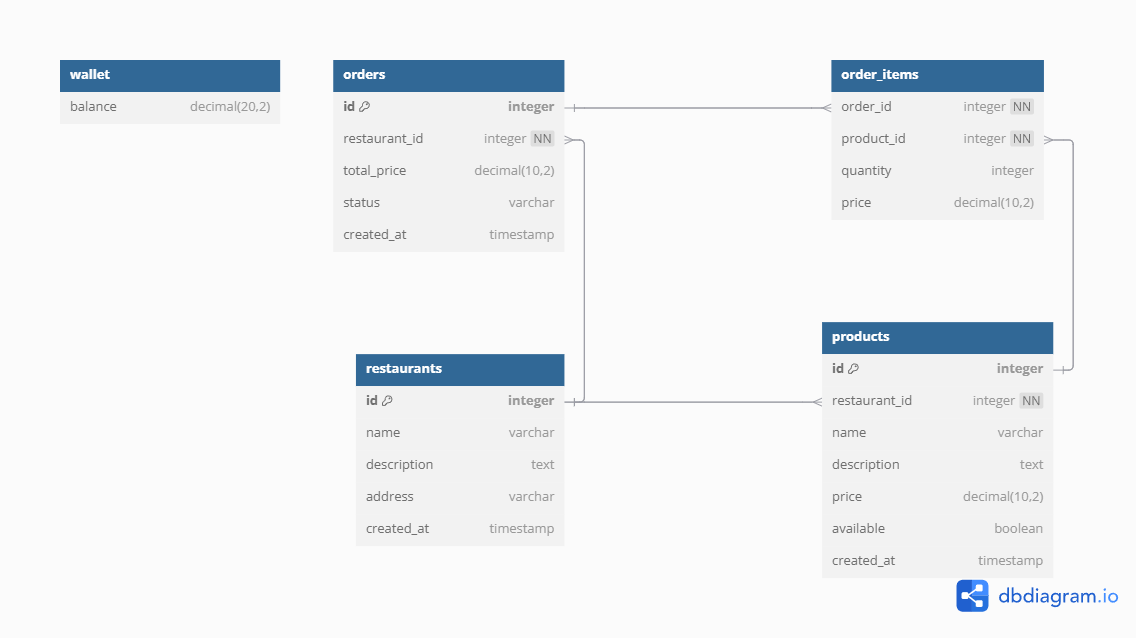 wallet
balance decimal(20,2)
orders
id integer
restaurant_id integer NN
total_price decimal(10,2)
status varchar
created_at timestamp
order_items
order_id integer NN
product_id integer NN
quantity integer
price decimal(10,2)
restaurants
id integer
name varchar
description text
address varchar
created_at timestamp
products
id integer
restaurant_id integer NN
name varchar
description text
price decimal(10,2)
available boolean
created_at timestamp
dbdiagram.io